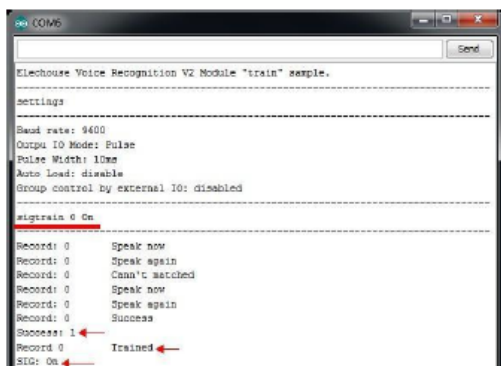 COM6
Send
Elechouse Voice Recognition V2 Module "train" sample.
settings
Baud rate: 9600
Outpu IO Mode: Pulse
Pulse Width: 10ms
Auto Load: disable
Group control by external IO: disabled
sigtrain 0 On
Record: 0 Speak now
Record: 0 Speak again
Record: 0 Cann't matched
Record: 0 Speak now
Record: 0 Speak again
Record: 0 Success
Success: 1
Record 0 Trained
SIG: On